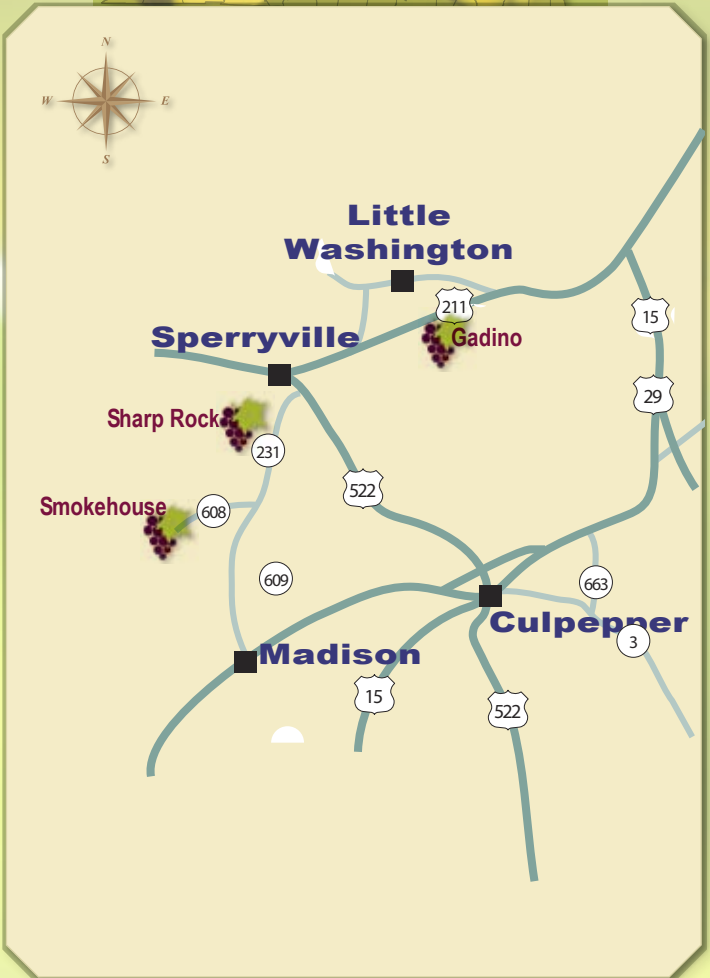 N
W
E
S
Little
Washington
211
Sperryville
Gadino
15
29
Sharp Rock
231
522
Smokehouse
608
609
663
Culpepper
3
Madison
15
522